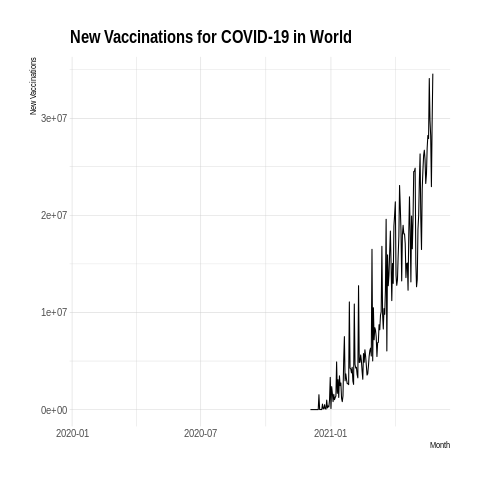 New Vaccinations for COVID-19 in World
New Vaccinations
3e+07
2e+07
1e+07
0e+00
2020-01 2020-07 2021-01
Month